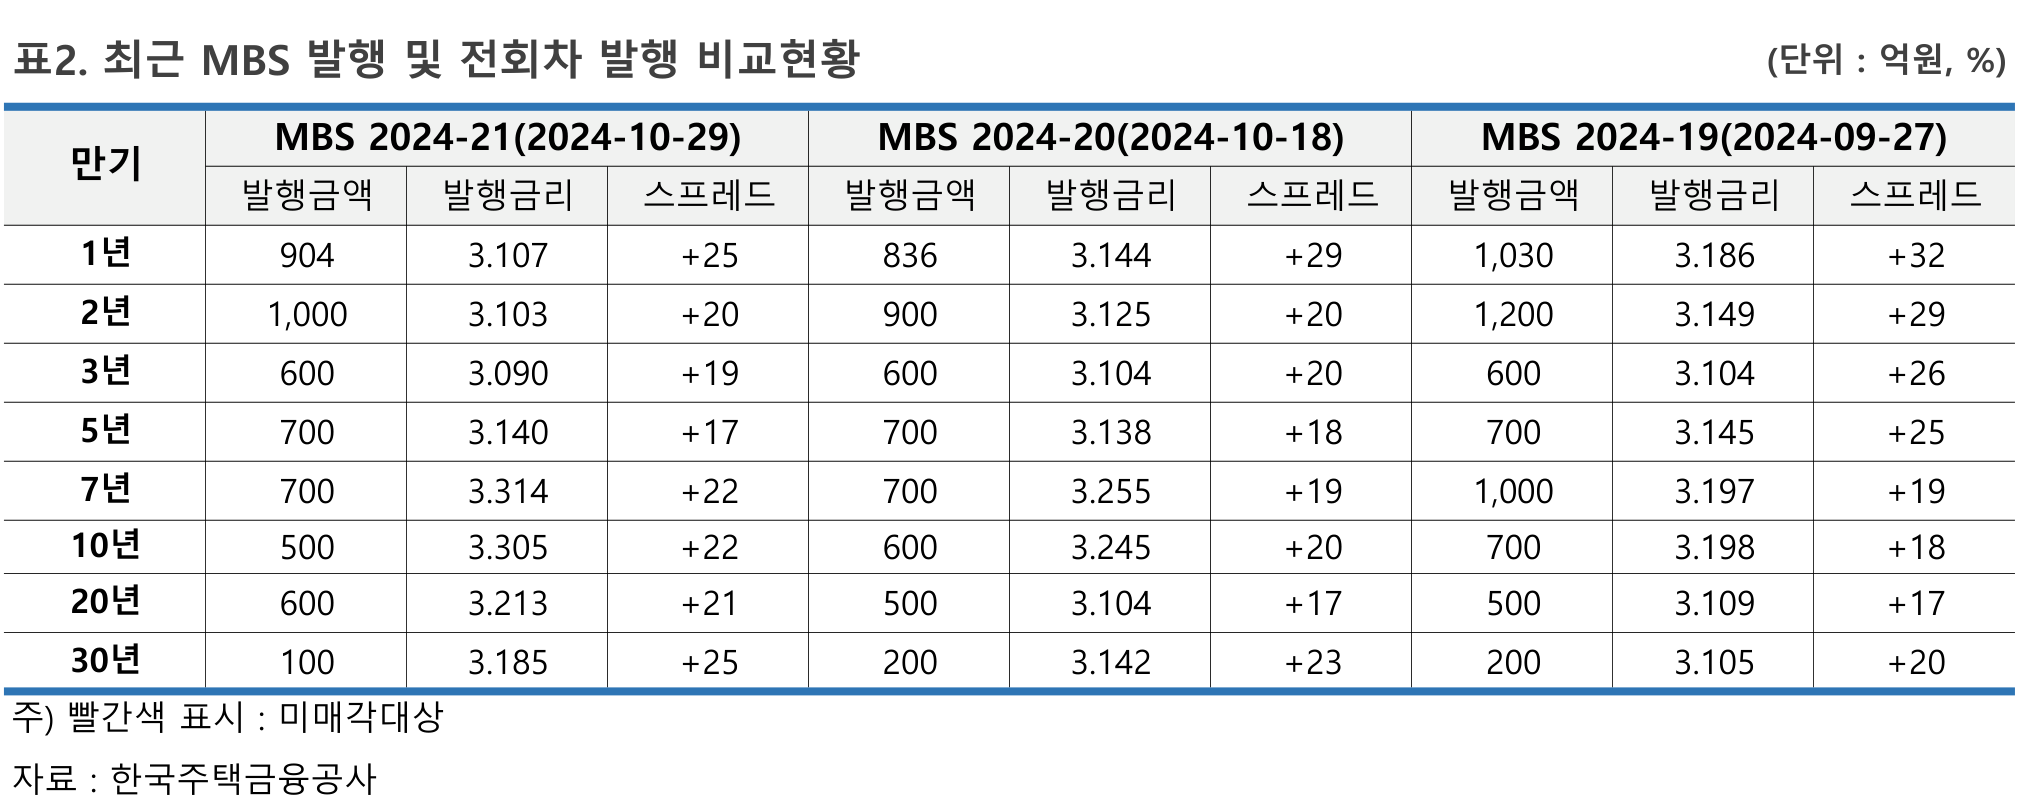 표2. 최근 MBS 발행 및 전회차 발행 비교현황 (단위 : 억원, %)
만기 MBS 2024-21(2024-10-29) MBS 2024-20(2024-10-18) MBS 2024-19(2024-09-27)
발행금액 발행금리 스프레드 발행금액 발행금리 스프레드 발행금액 발행금리 스프레드
1년 904 3.107 +25 836 3.144 +29 1,030 3.186 +32
2년 1,000 3.103 +20 900 3.125 +20 1,200 3.149 +29
3년 600 3.090 +19 600 3.104 +20 600 3.104 +26
5년 700 3.140 +17 700 3.138 +18 700 3.145 +25
7년 700 3.314 +22 700 3.255 +19 1,000 3.197 +19
10년 500 3.305 +22 600 3.245 +20 700 3.198 +18
20년 600 3.213 +21 500 3.104 +17 500 3.109 +17
30년 100 3.185 +25 200 3.142 +23 200 3.105 +20
주) 빨간색 표시 : 미매각대상
자료 : 한국주택금융공사